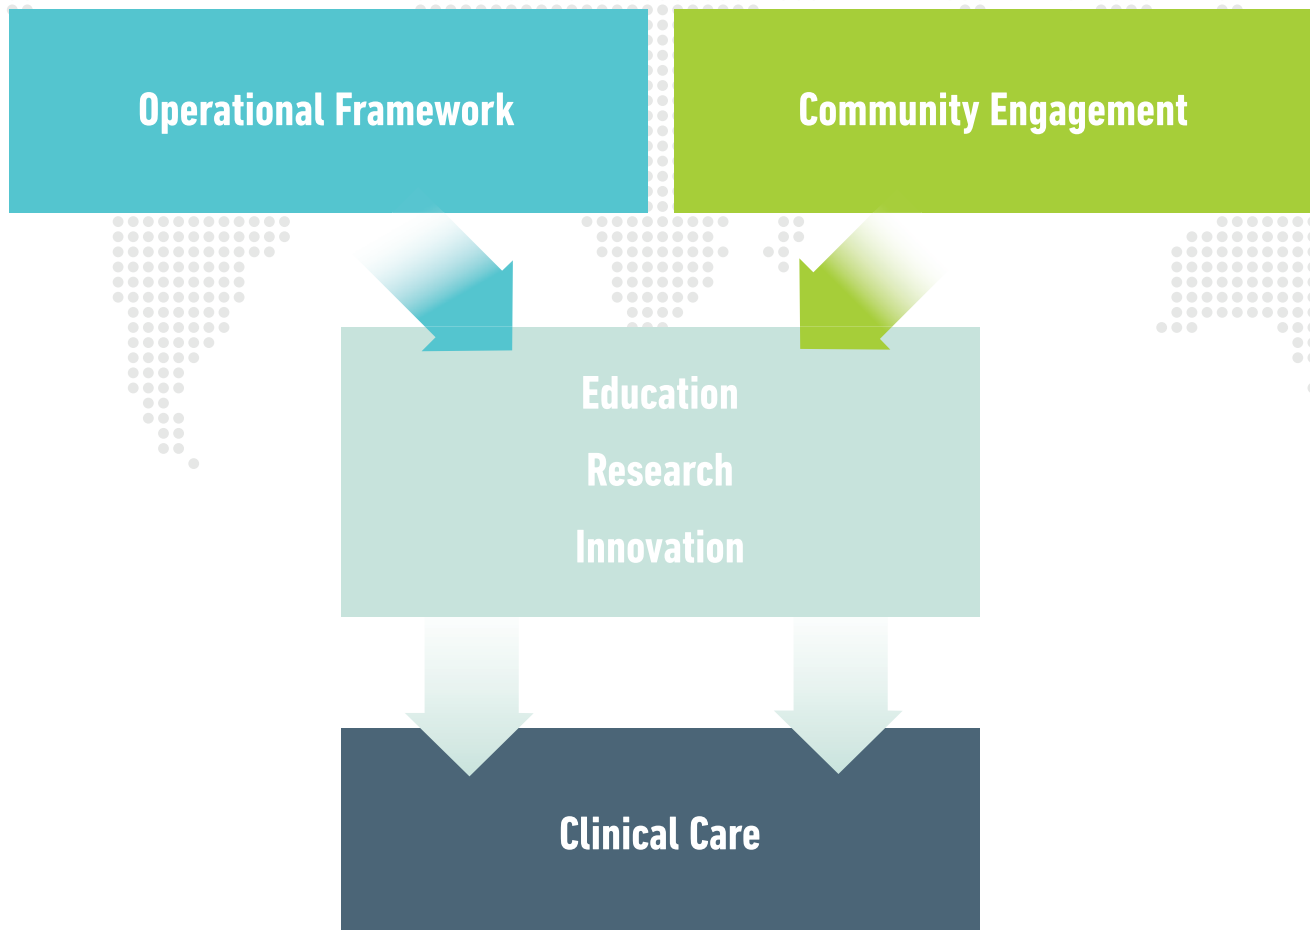 Operational Framework
Community Engagement
Education
Research
Innovation
Clinical Care